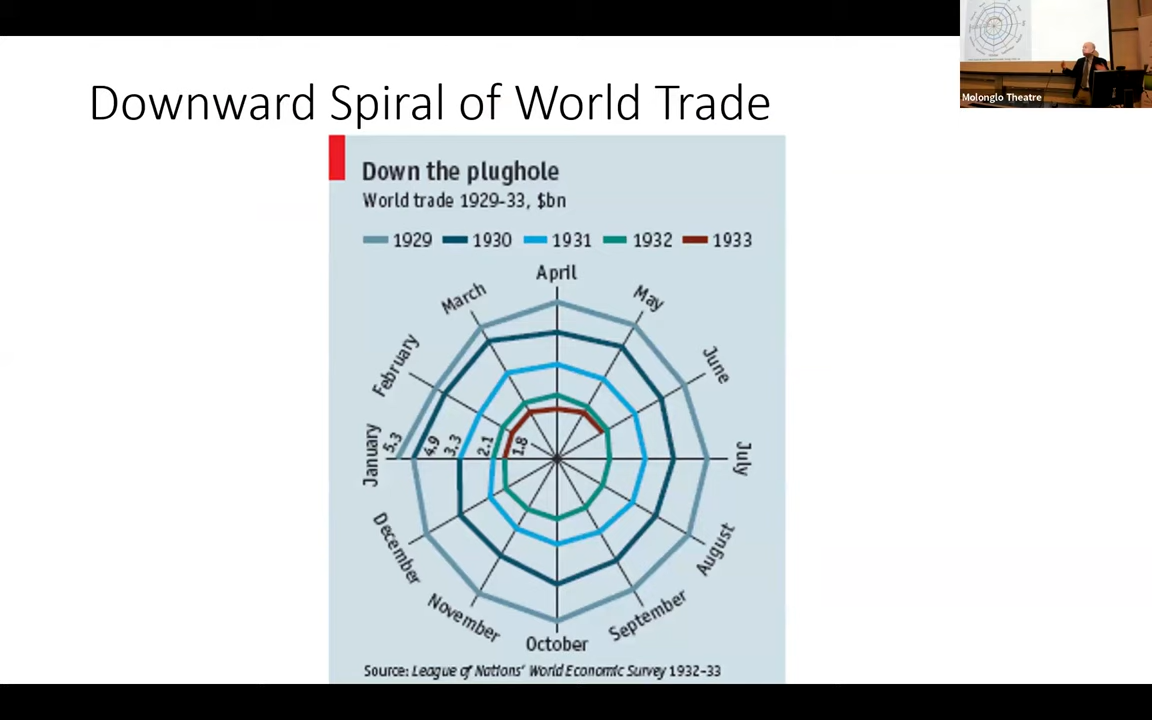 Downward Spiral of World Trade
Molonglo Theatre
Down the plughole
World trade 1929-33, $bn
1929 1930 1931 1932 1933
April
May
June
July
August
September
October
November
December
January
February
March
5.3
4.9
3.3
2.1
1.8
Source: League of Nations' World Economic Survey 1932-33